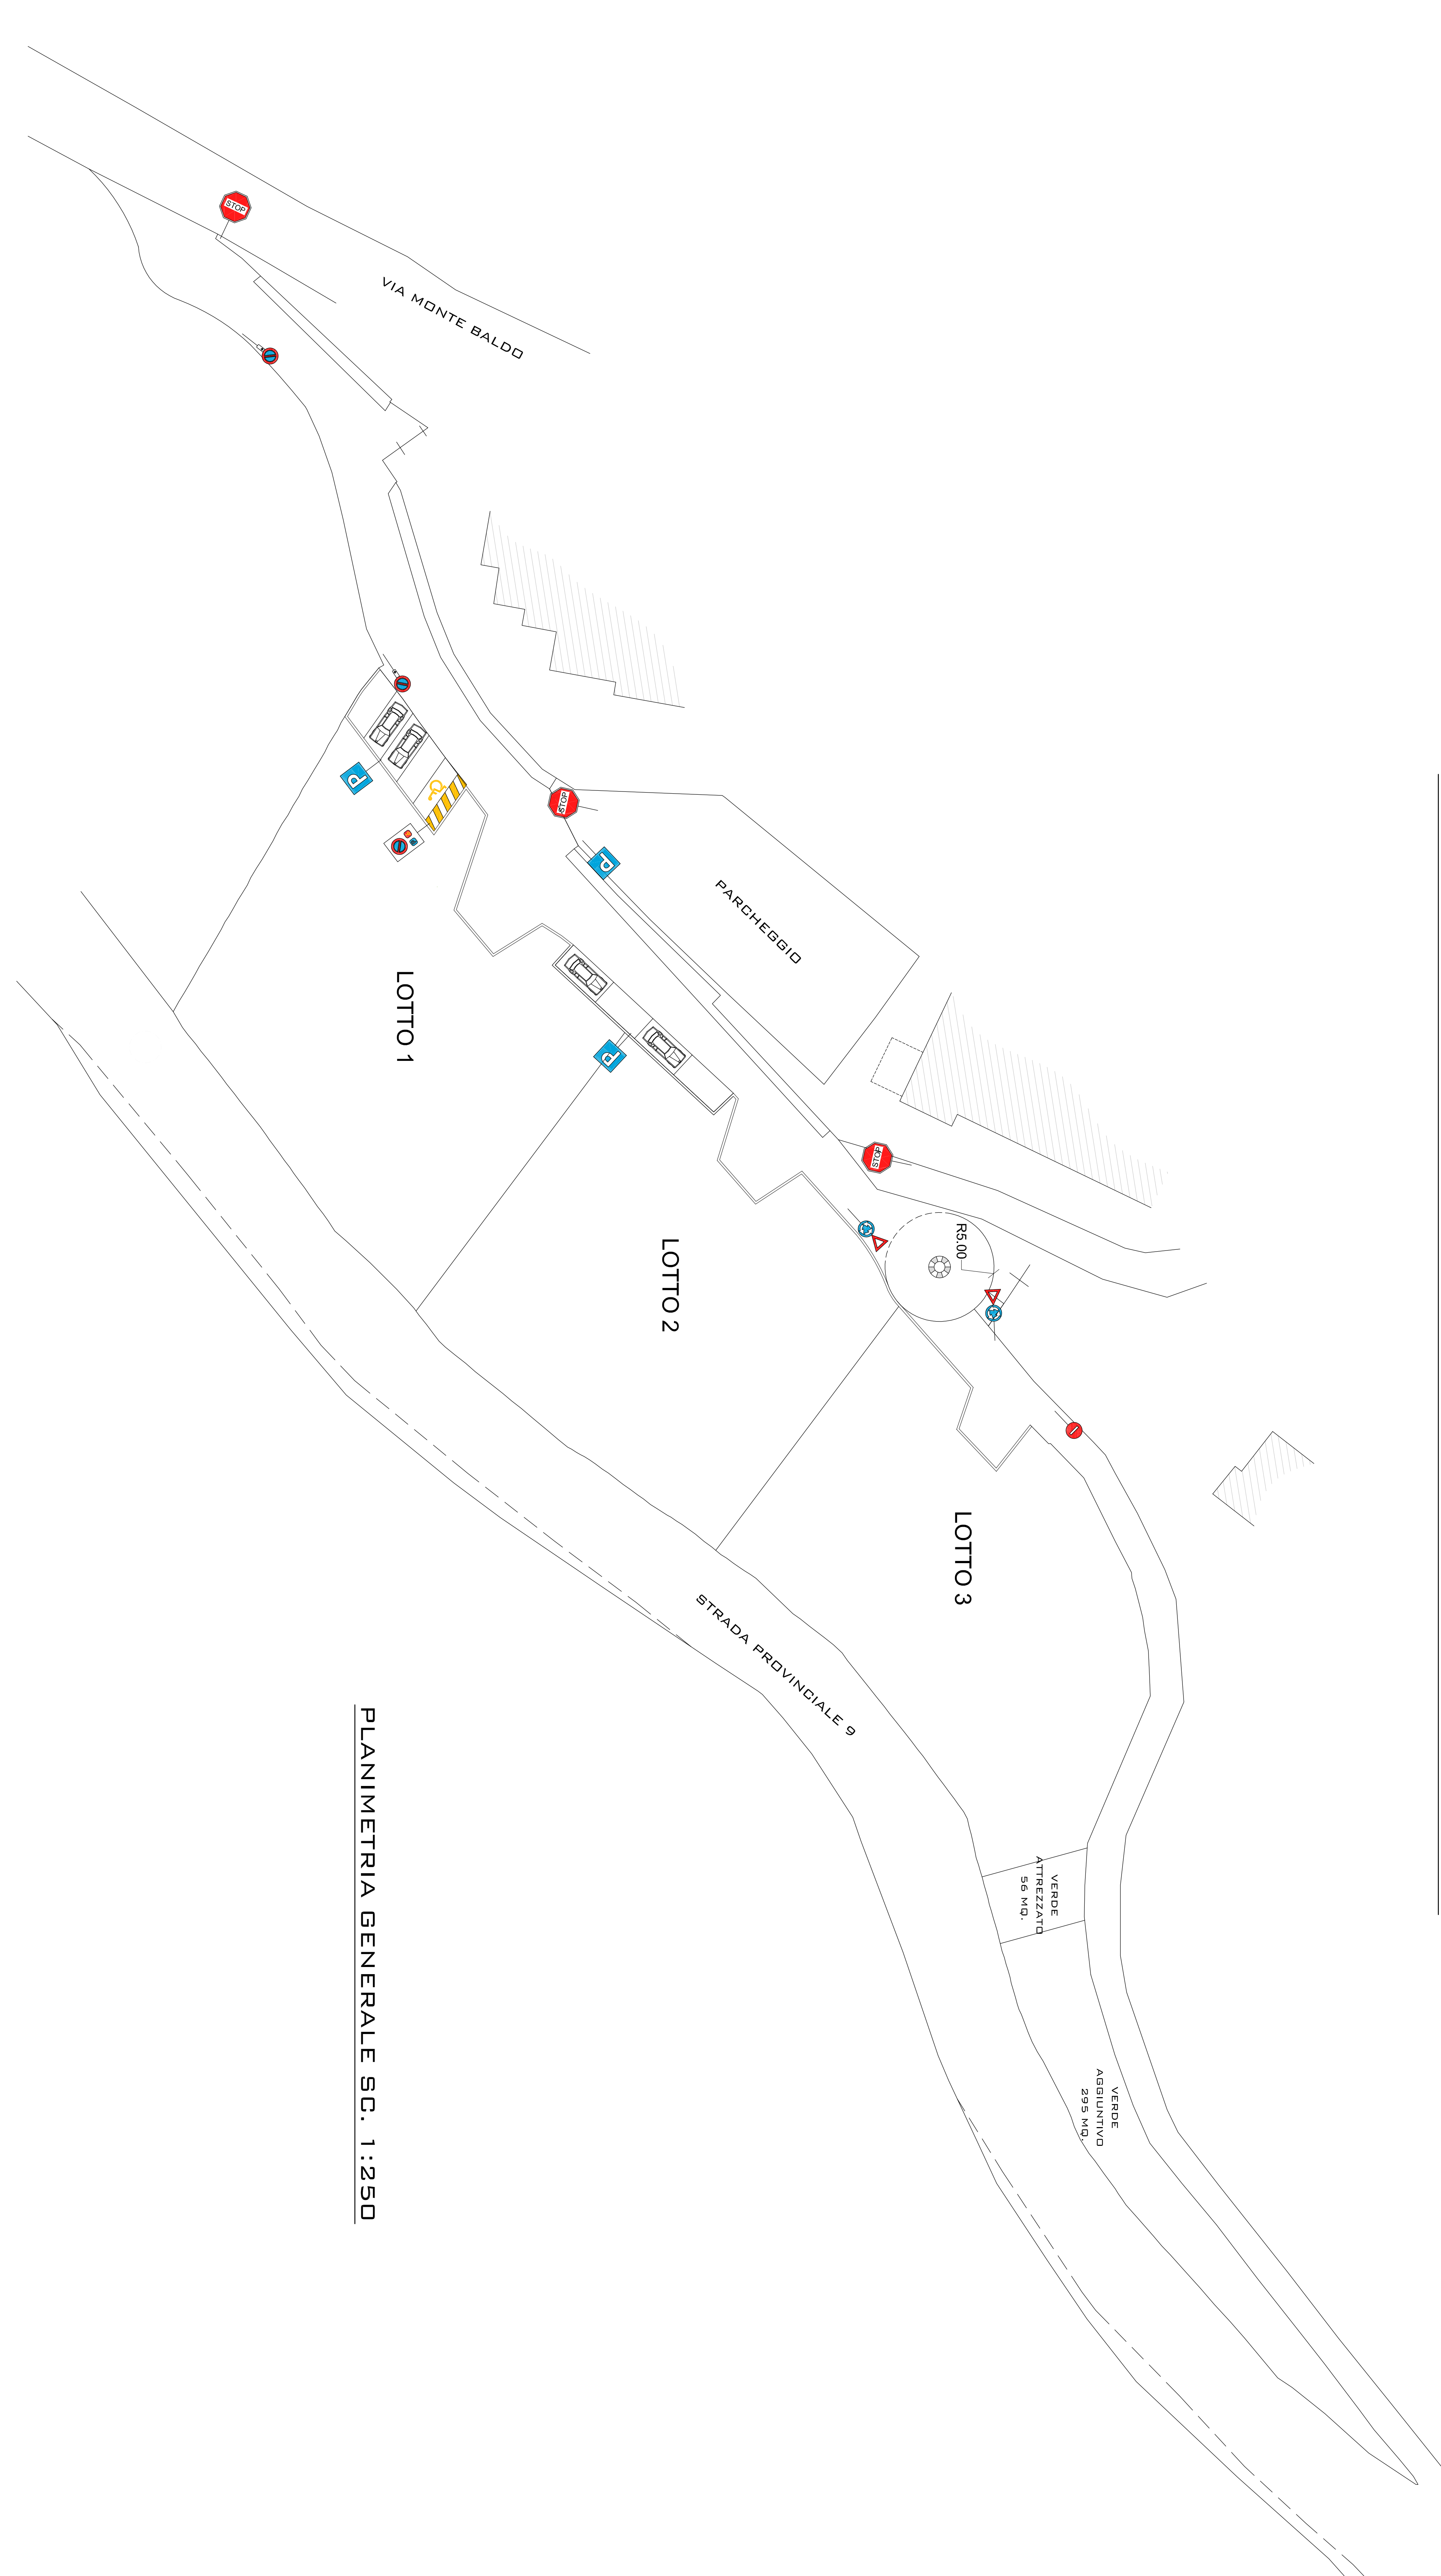 STOP
VIA MONTE BALDO
P
STOP
P
PARCHEGGIO
LOTTO 1
P
STOP
R5.00
LOTTO 2
LOTTO 3
STRADA PROVINCIALE 9
VERDE
ATTREZZATO
56 MQ.
VERDE
AGGIUNTIVO
295 MQ.
PLANIMETRIA GENERALE SC. 1:250